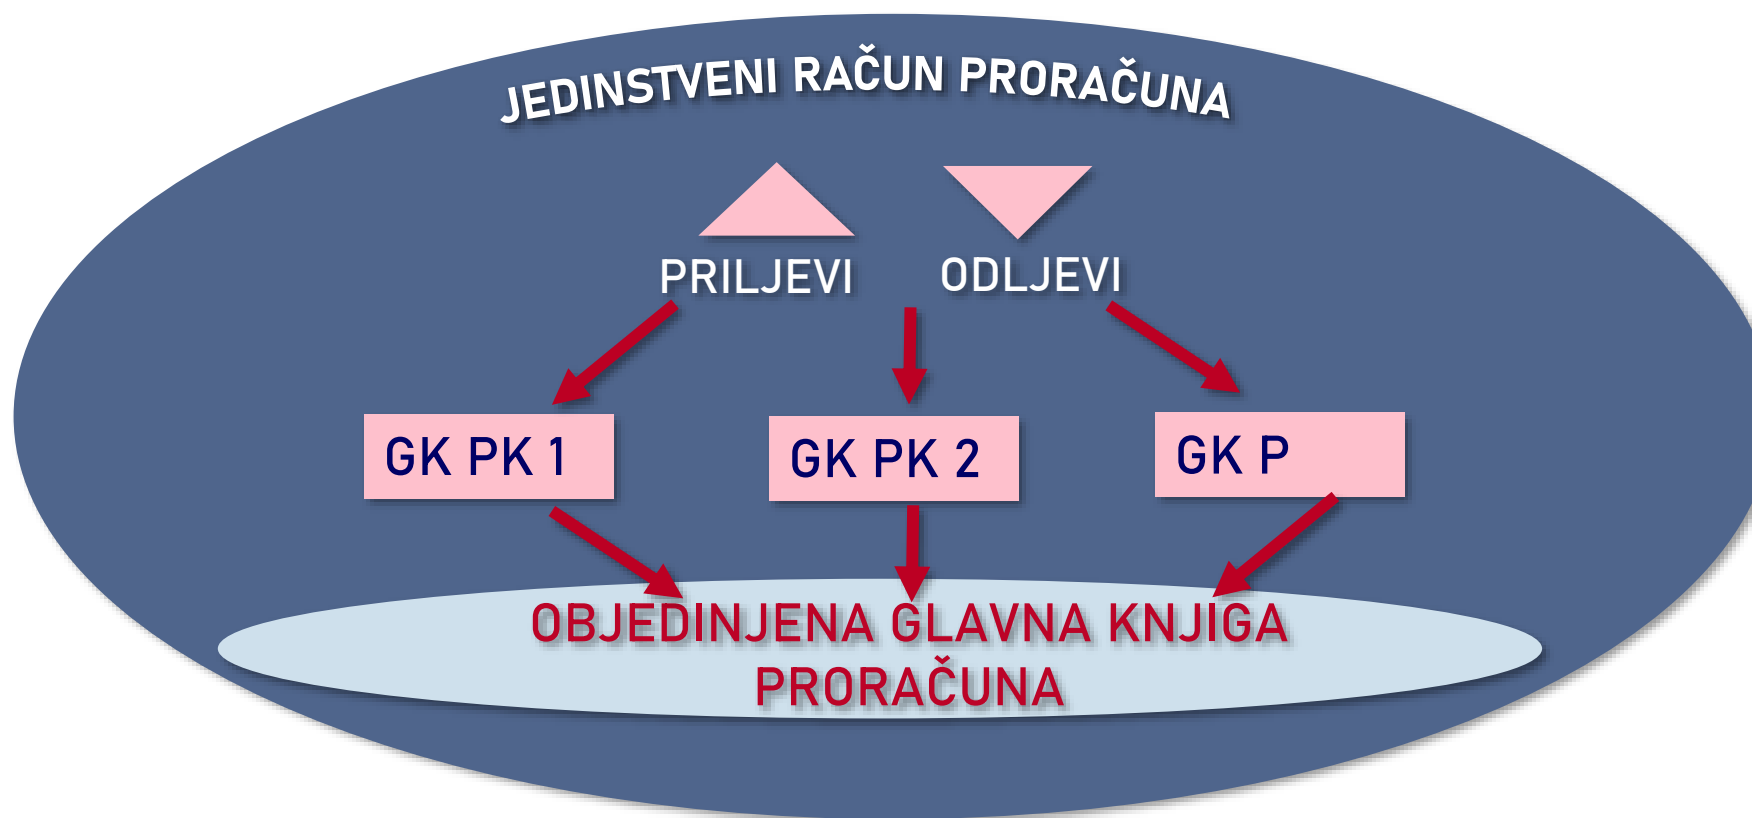 JEDINSTVENI RAČUN PRORAČUNA
PRILJEVI
ODLJEVI
GK PK 1
GK PK 2
GK P
OBJEDINJENA GLAVNA KNJIGA
PRORAČUNA